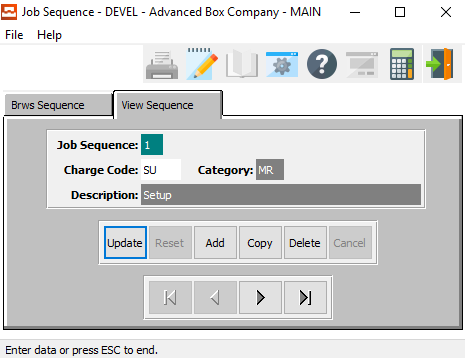 Job Sequence - DEVEL - Advanced Box Company - MAIN
File Help
Brws Sequence View Sequence
Job Sequence: 1
Charge Code: SU Category: MR
Description: Setup
Update Reset Add Copy Delete Cancel
Enter data or press ESC to end.